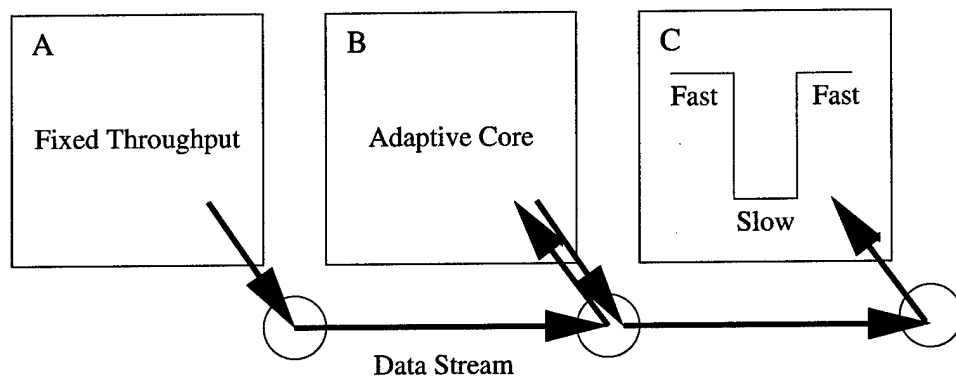 A
B
C
Fast
Fast
Fixed Throughput
Adaptive Core
Slow
Data Stream